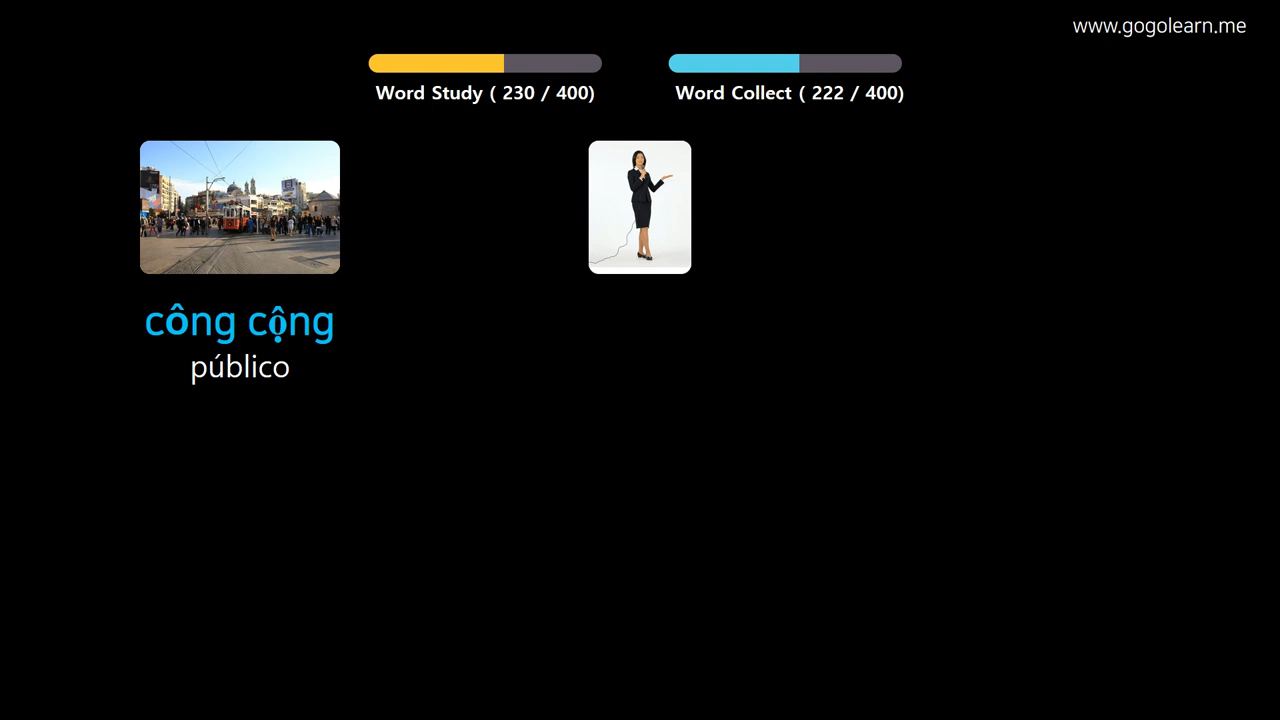 www.gogolearn.me
Word Study ( 230 / 400)
Word Collect ( 222 / 400)
công cộng
público